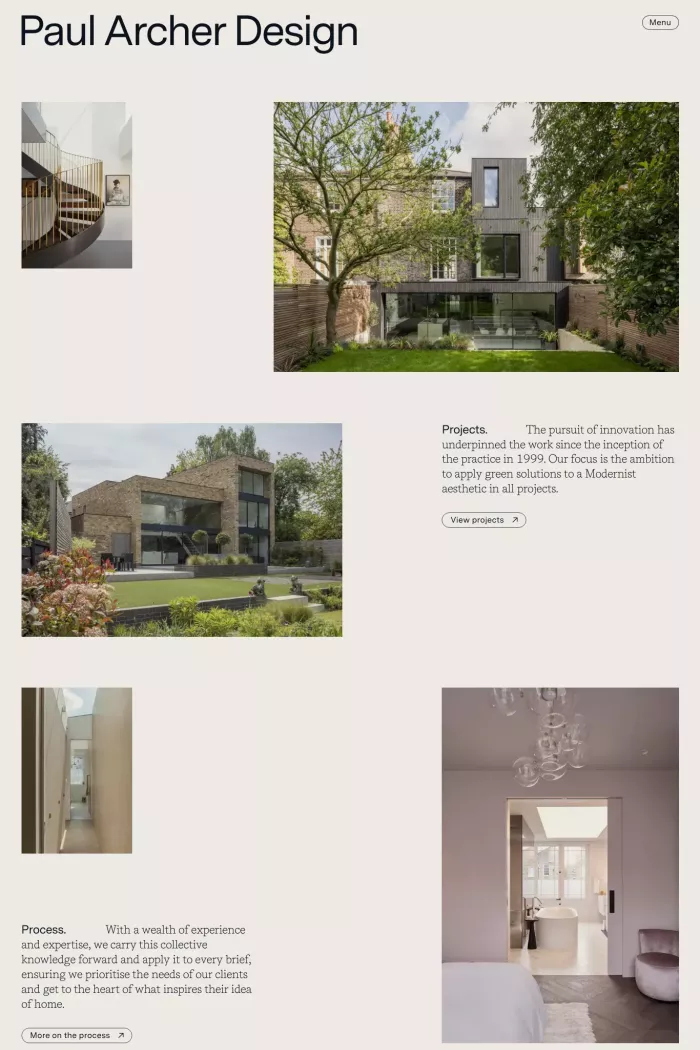 Paul Archer Design
Menu
Projects. The pursuit of innovation has
underpinned the work since the inception of
the practice in 1999. Our focus is the ambition
to apply green solutions to a Modernist
aesthetic in all projects.
View projects ↗
Process. With a wealth of experience
and expertise, we carry this collective
knowledge forward and apply it to every brief,
ensuring we prioritise the needs of our clients
and get to the heart of what inspires their idea
of home.
More on the process ↗